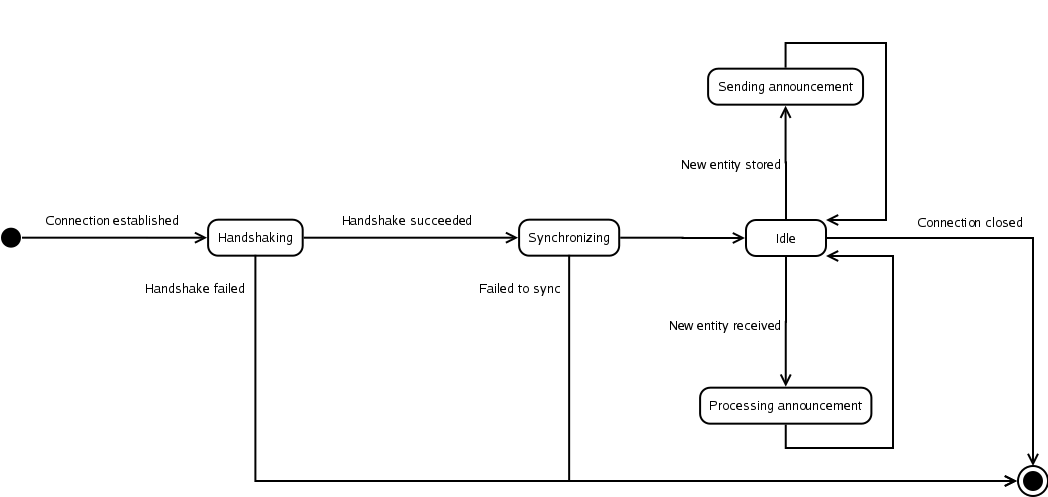 Sending announcement
New entity stored
Connection established
Handshake succeeded
Connection closed
Handshaking
Synchronizing
Idle
Handshake failed
Failed to sync
New entity received
Processing announcement